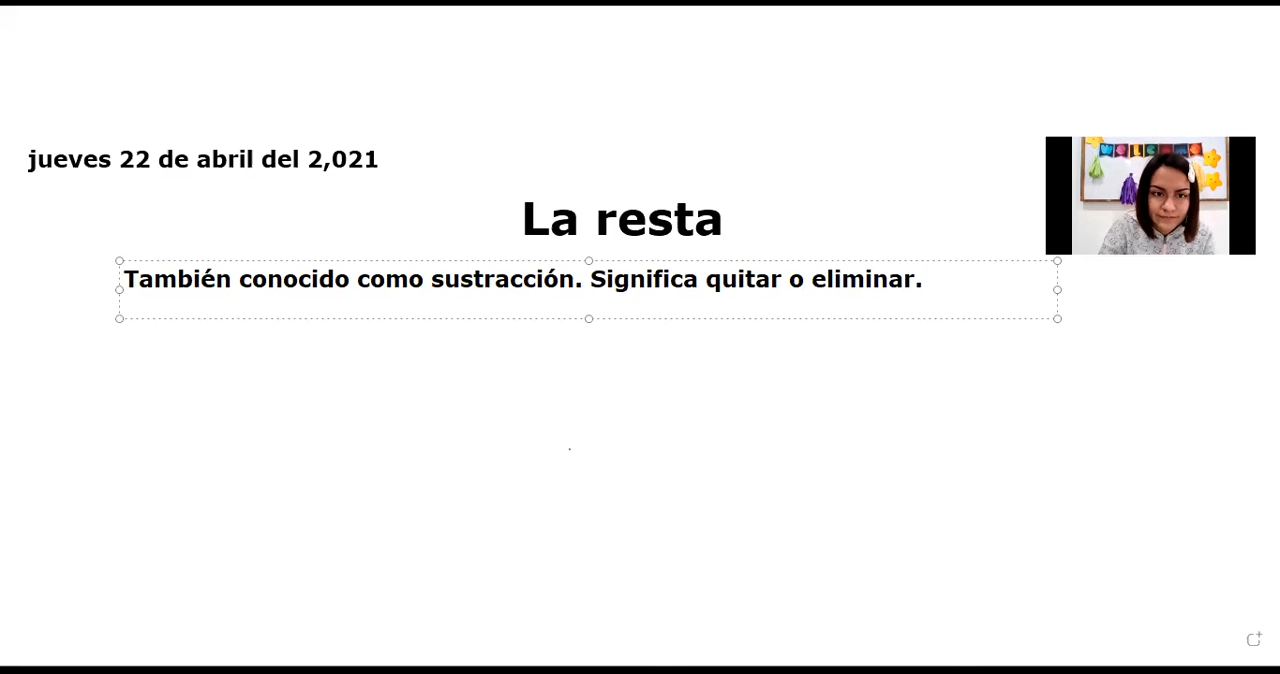 jueves 22 de abril del 2,021
La resta
También conocido como sustracción. Significa quitar o eliminar.